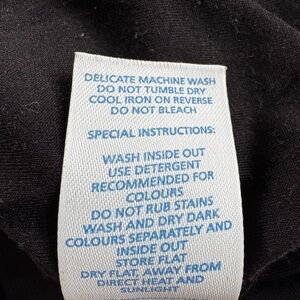 DELICATE MACHINE WASH
DO NOT TUMBLE DRY
COOL IRON ON REVERSE
DO NOT BLEACH
SPECIAL INSTRUCTIONS:
WASH INSIDE OUT
USE DETERGENT
RECOMMENDED FOR
COLOURS
DO NOT RUB STAINS
WASH AND DRY DARK
COLOURS SEPARATELY AND
INSIDE OUT
STORE FLAT
DRY FLAT, AWAY FROM
DIRECT HEAT AND
SUNLIGHT